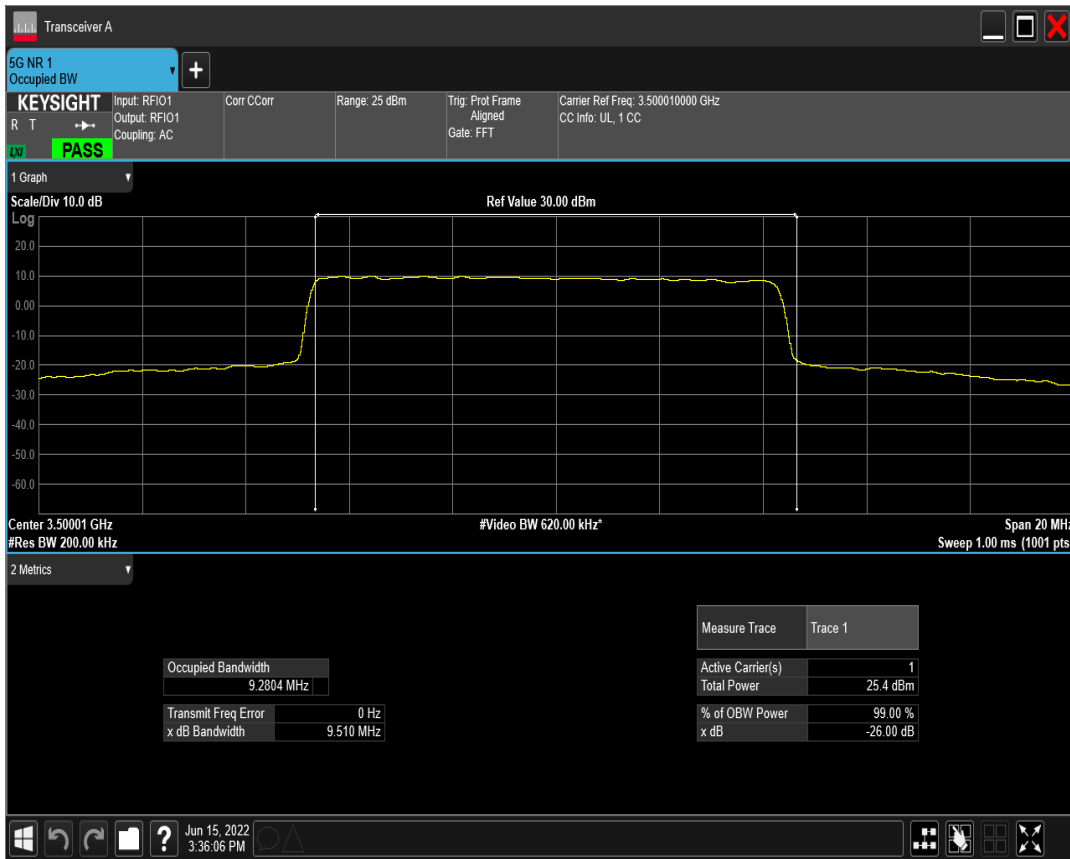 Transceiver A
5G NR 1
Occupied BW
+
KEYSIGHT
R T
LXI
PASS
Input: RFIO1
Output: RFIO1
Coupling: AC
Corr CCorr
Range: 25 dBm
Trig: Prot Frame
Aligned
Gate: FFT
Carrier Ref Freq: 3.500010000 GHz
CC Info: UL, 1 CC
1 Graph
Scale/Div 10.0 dB
Ref Value 30.00 dBm
Log
20.0
10.0
0.00
-10.0
-20.0
-30.0
-40.0
-50.0
-60.0
Center 3.50001 GHz
#Video BW 620.00 kHz*
Span 20 MHz
#Res BW 200.00 kHz
Sweep 1.00 ms (1001 pts
2 Metrics
Measure Trace Trace 1
Occupied Bandwidth
9.2804 MHz
Active Carrier(s) 1
Total Power 25.4 dBm
Transmit Freq Error 0 Hz
x dB Bandwidth 9.510 MHz
% of OBW Power 99.00 %
x dB -26.00 dB
?
Jun 15, 2022
3:36:06 PM